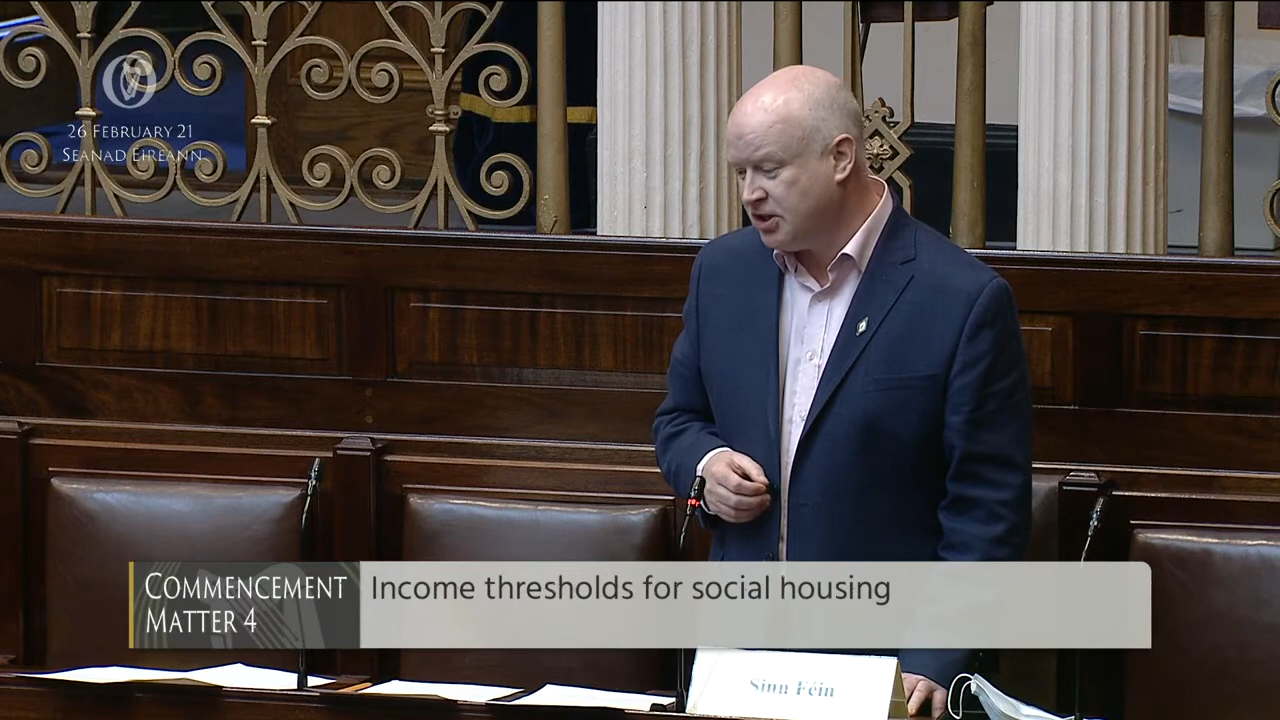 26 February 21
Seanad Éireann
Commencement
Matter 4
Income thresholds for social housing
Sinn Féin